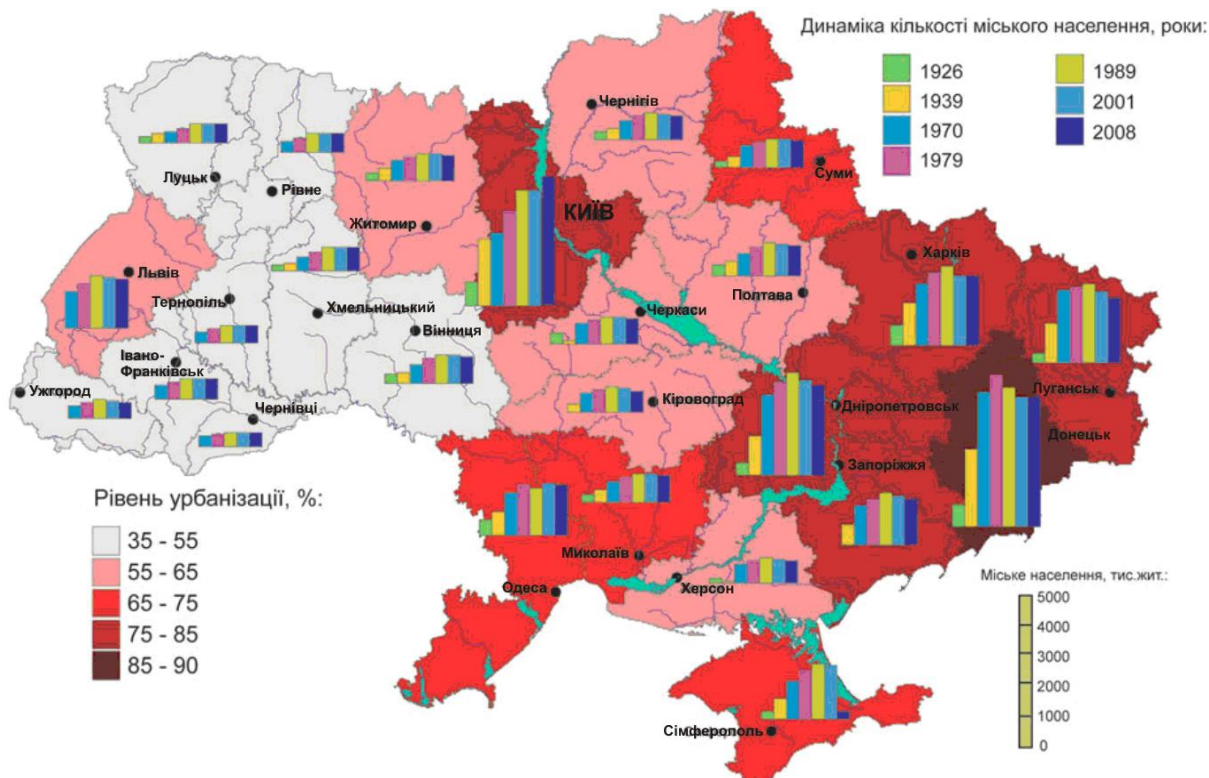 Динаміка кількості міського населення, роки:
1926
1989
1939
2001
1970
2008
1979
Чернігів
Суми
Луцьк
Рівне
КИЇВ
Житомир
Харків
Львів
Тернопіль
Хмельницький
Черкаси
Полтава
Вінниця
Івано-
Франківськ
Ужгород
Чернівці
Кіровоград
Дніпропетровськ
Луганськ
Донецьк
Запоріжжя
Рівень урбанізації, %:
35 - 55
55 - 65
65 - 75
75 - 85
85 - 90
Миколаїв
Одеса
Херсон
Сімферополь
Міське населення, тис.жит.:
5000
4000
3000
2000
1000
0